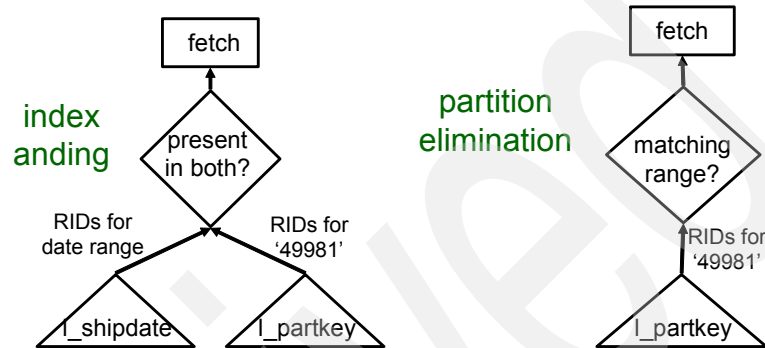 fetch
index
anding
present
in both?
RIDs for
date range
RIDs for
‘49981’
l_shipdate
l_partkey
fetch
partition
elimination
matching
range?
RIDs for
‘49981’
l_partkey